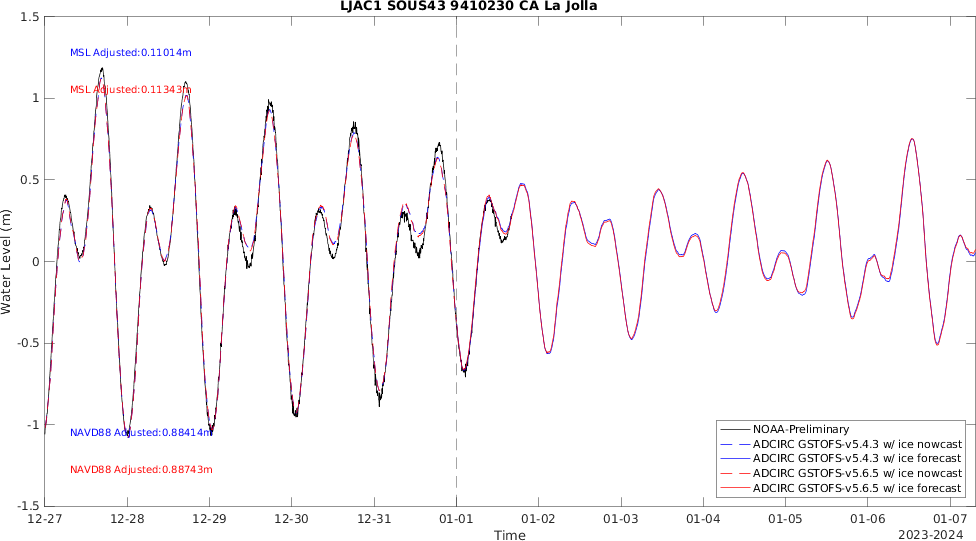 LJAC1 SOUS43 9410230 CA La Jolla
1.5
MSL Adjusted:0.11014m
MSL Adjusted:0.11343m
1
0.5
Water Level (m)
0
-0.5
-1
NAVD88 Adjusted:0.88414m
NAVD88 Adjusted:0.88743m
-1.5
NOAA-Preliminary
ADCIRC GSTOFS-v5.4.3 w/ ice nowcast
ADCIRC GSTOFS-v5.4.3 w/ ice forecast
ADCIRC GSTOFS-v5.6.5 w/ ice nowcast
ADCIRC GSTOFS-v5.6.5 w/ ice forecast
12-27 12-28 12-29 12-30 12-31 01-01 01-02 01-03 01-04 01-05 01-06 01-07
Time
2023-2024